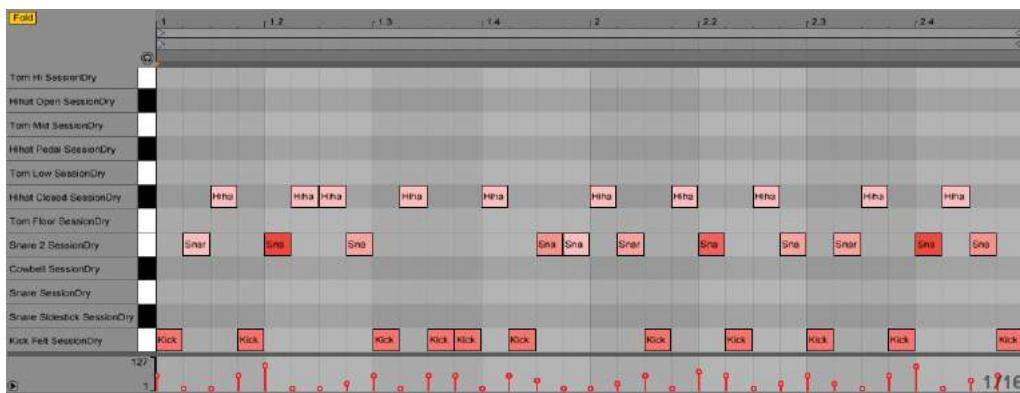 Fold
1 1.2 1.3 1.4 2 2.2 2.3 2.4
Tom Hi SessionDry
Hihat Open SessionDry
Tom Mid SessionDry
Hihat Pedal SessionDry
Tom Low SessionDry
Hihat Closed SessionDry Hiha Hiha Hiha Hiha Hiha Hiha Hiha Hiha Hiha Hiha
Tom Floor SessionDry
Snare 2 SessionDry Snar Sna Sna Sna Sna Snar Sna Sna Snar Sna Sna
Cowbell SessionDry
Snare SessionDry
Snare Sidestick SessionDry
Kick Felt SessionDry Kick Kick Kick Kick Kick Kick Kick Kick Kick Kick Kick
127
1 1/16